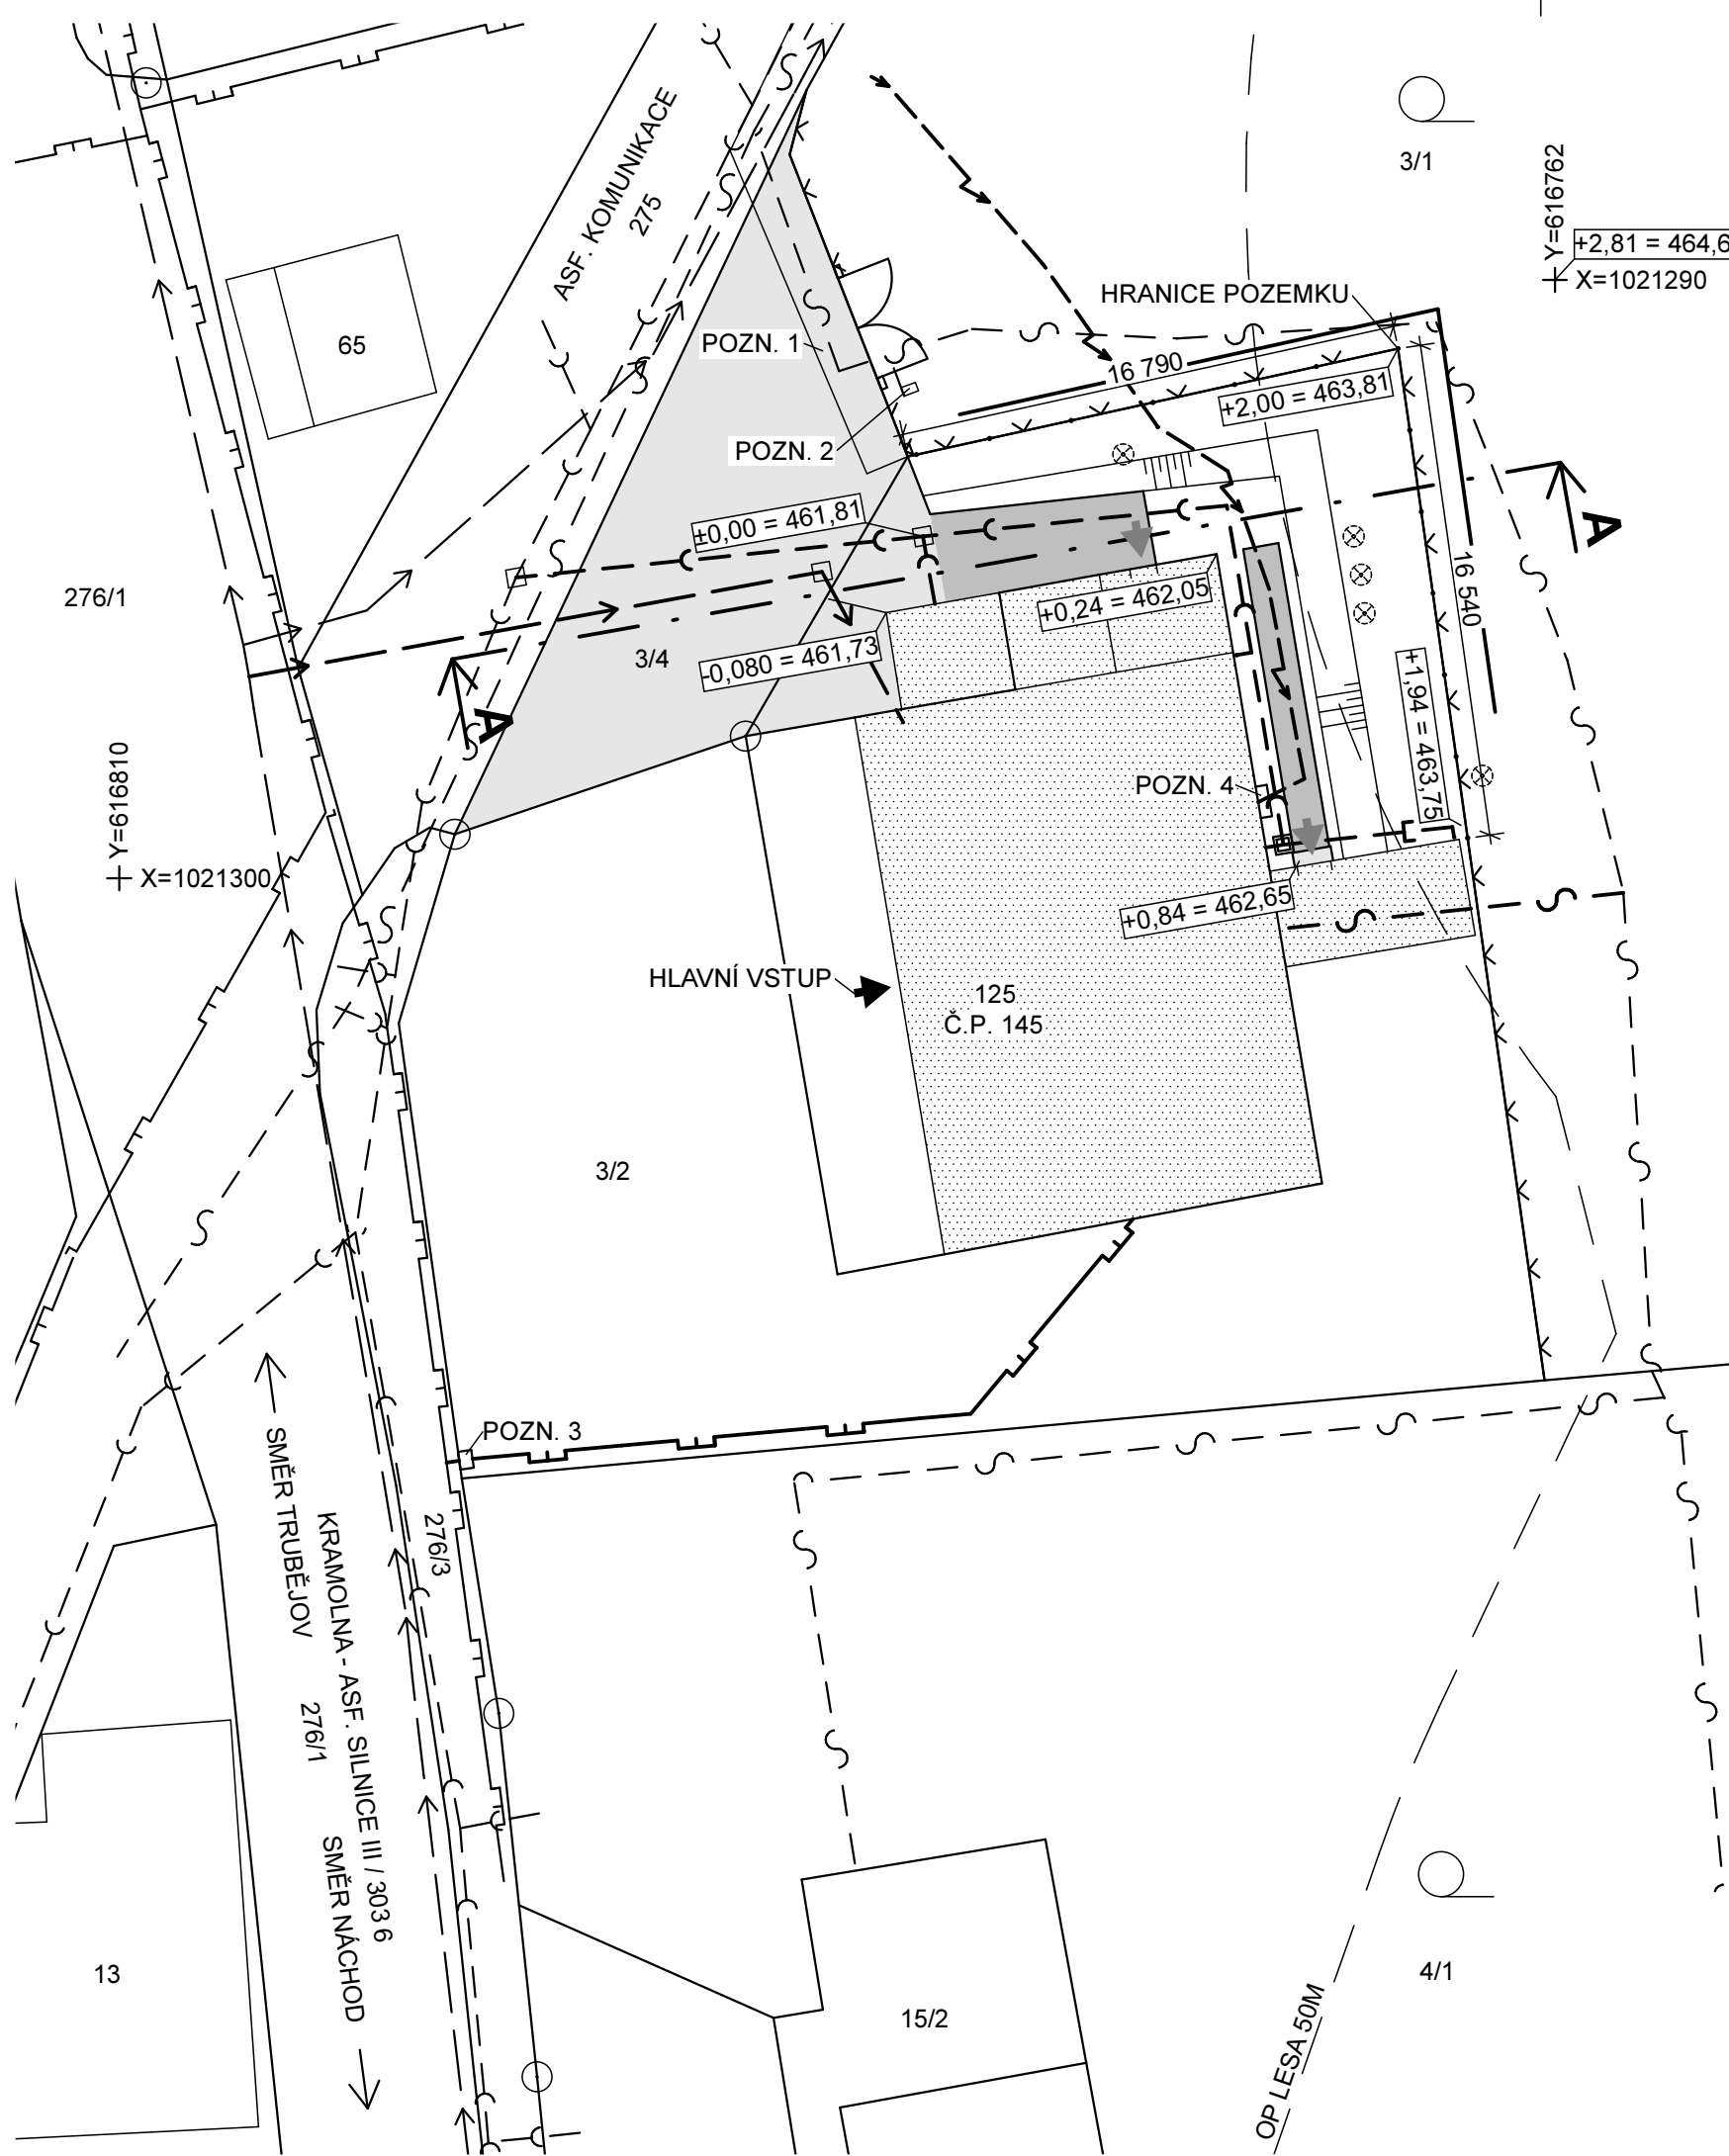 ASF. KOMUNIKACE
275
3/1
Y=616762
+2,81 = 464,6
X=1021290
HRANICE POZEMKU
65
POZN. 1
16 790
+2,00 = 463,81
POZN. 2
±0,00 = 461,81
A
16 540
276/1
+0,24 = 462,05
3/4
-0,080 = 461,73
+1,94 = 463,75
A
Y=616810
X=1021300
POZN. 4
+0,84 = 462,65
HLAVNÍ VSTUP
125
Č.P. 145
3/2
POZN. 3
276/3
SMĚR TRUBĚJOV
KRAMOLNA - ASF. SILNICE III / 303 6
276/1
SMĚR NÁCHOD
13
15/2
4/1
OP LESA 50M